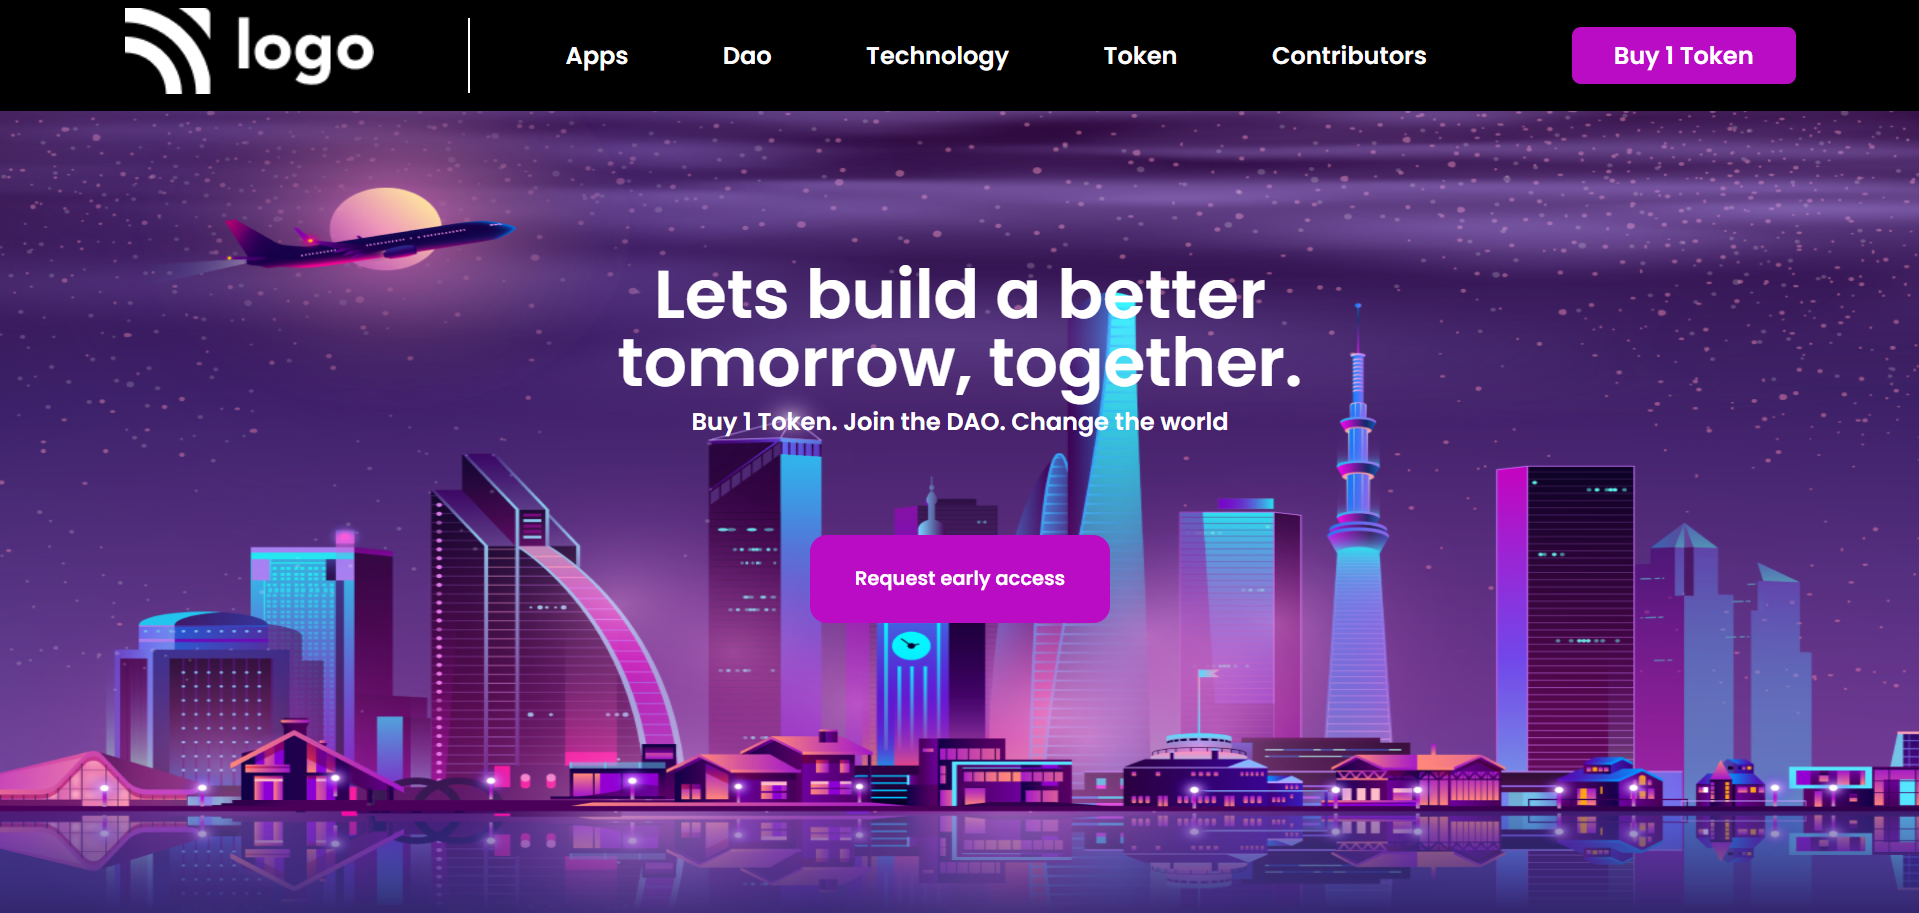 logo
Apps
Dao
Technology
Token
Contributors
Buy 1 Token
Lets build a better
tomorrow, together.
Buy 1 Token. Join the DAO. Change the world
Request early access